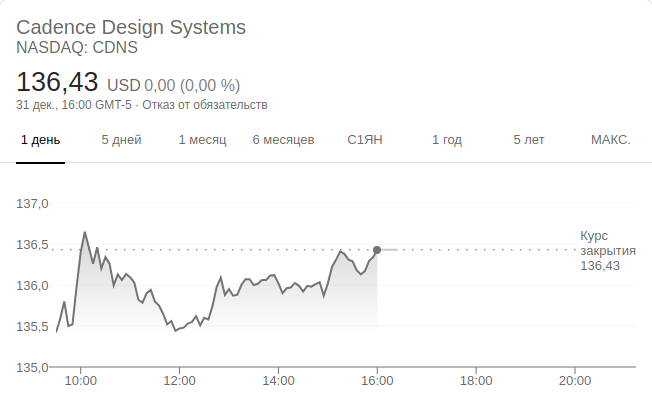 Cadence Design Systems
NASDAQ: CDNS
136,43 USD 0,00 (0,00 %)
31 дек., 16:00 GMT-5 · Отказ от обязательств
1 день 5 дней 1 месяц 6 месяцев С1ЯН 1 год 5 лет МАКС.
137,0
136,5
136,0
135,5
135,0
Курс
закрытия
136,43
10:00 12:00 14:00 16:00 18:00 20:00